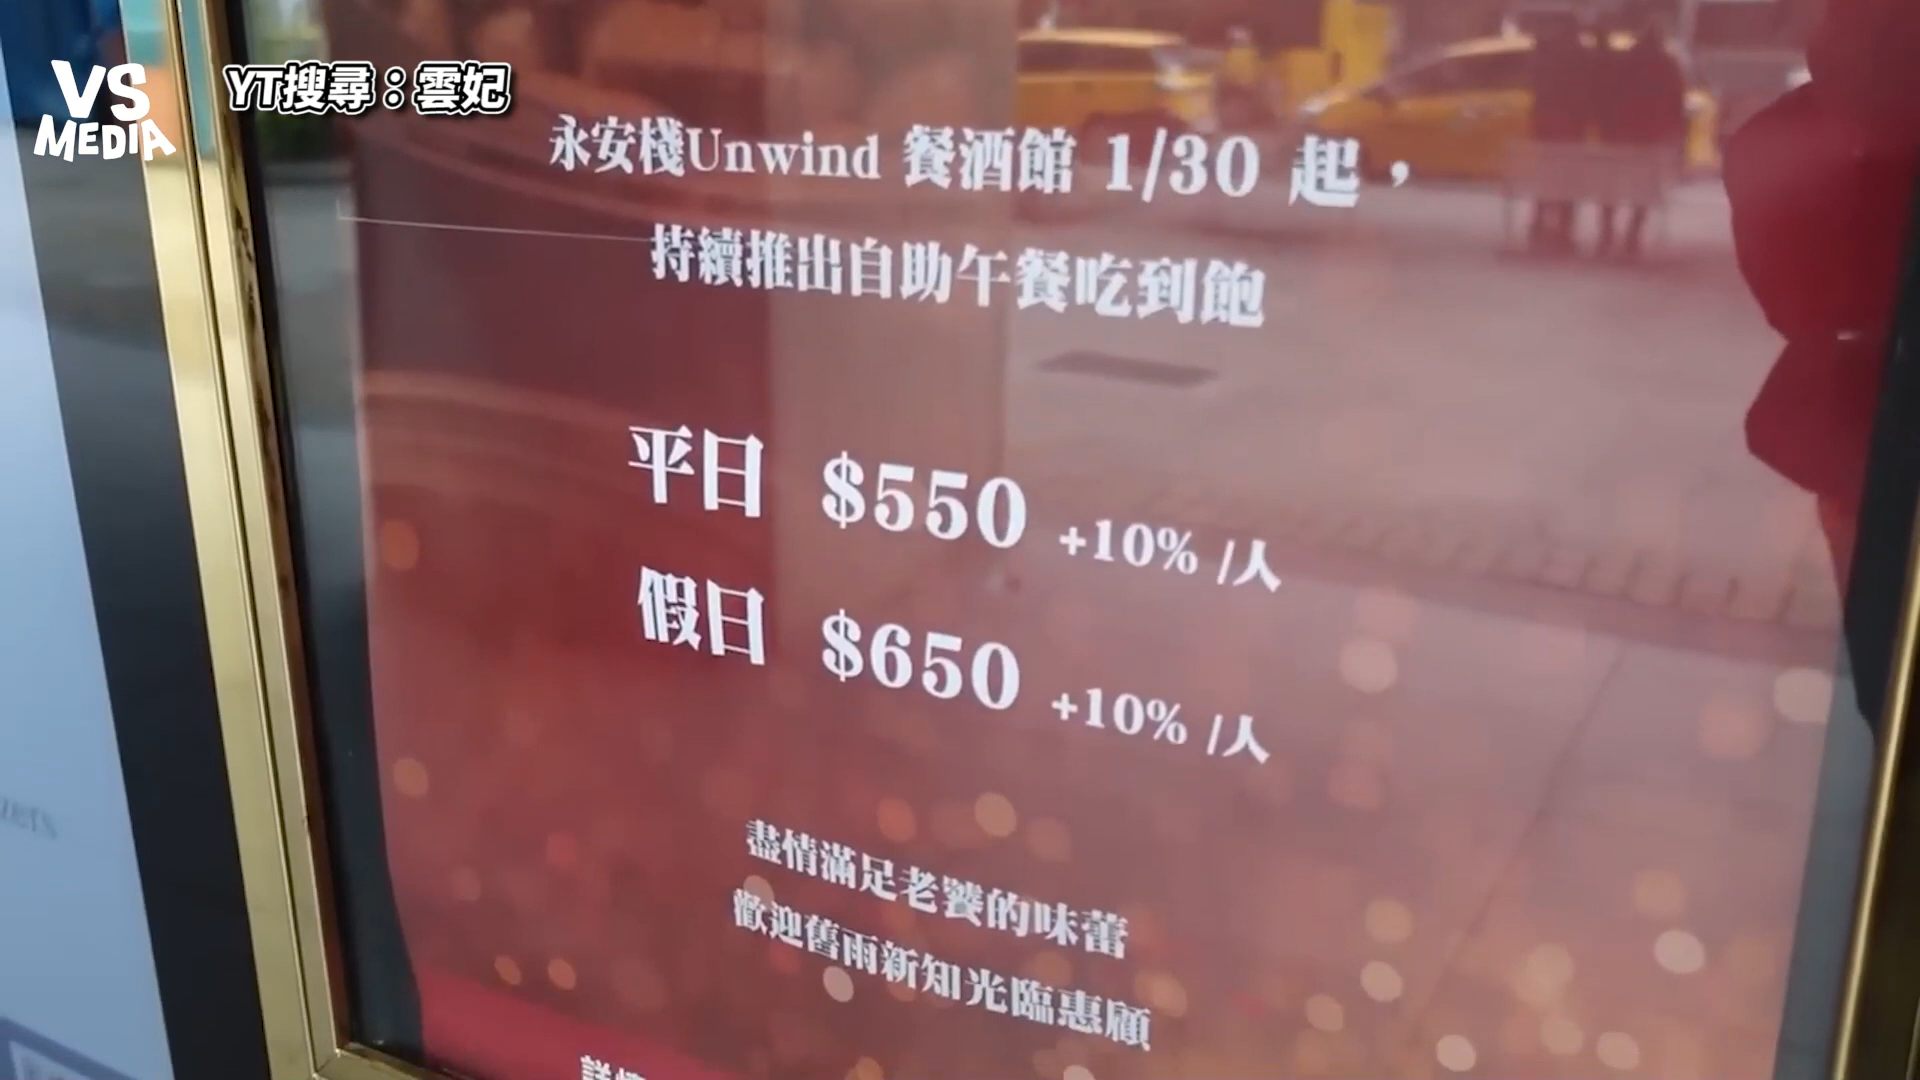 VS
MEDIA
YT搜尋：雲妃
永安棧Unwind 餐酒館 1/30 起，
持續推出自助午餐吃到飽
平日 $550 +10% /人
假日 $650 +10% /人
盡情滿足老饕的味蕾
歡迎舊雨新知光臨惠顧